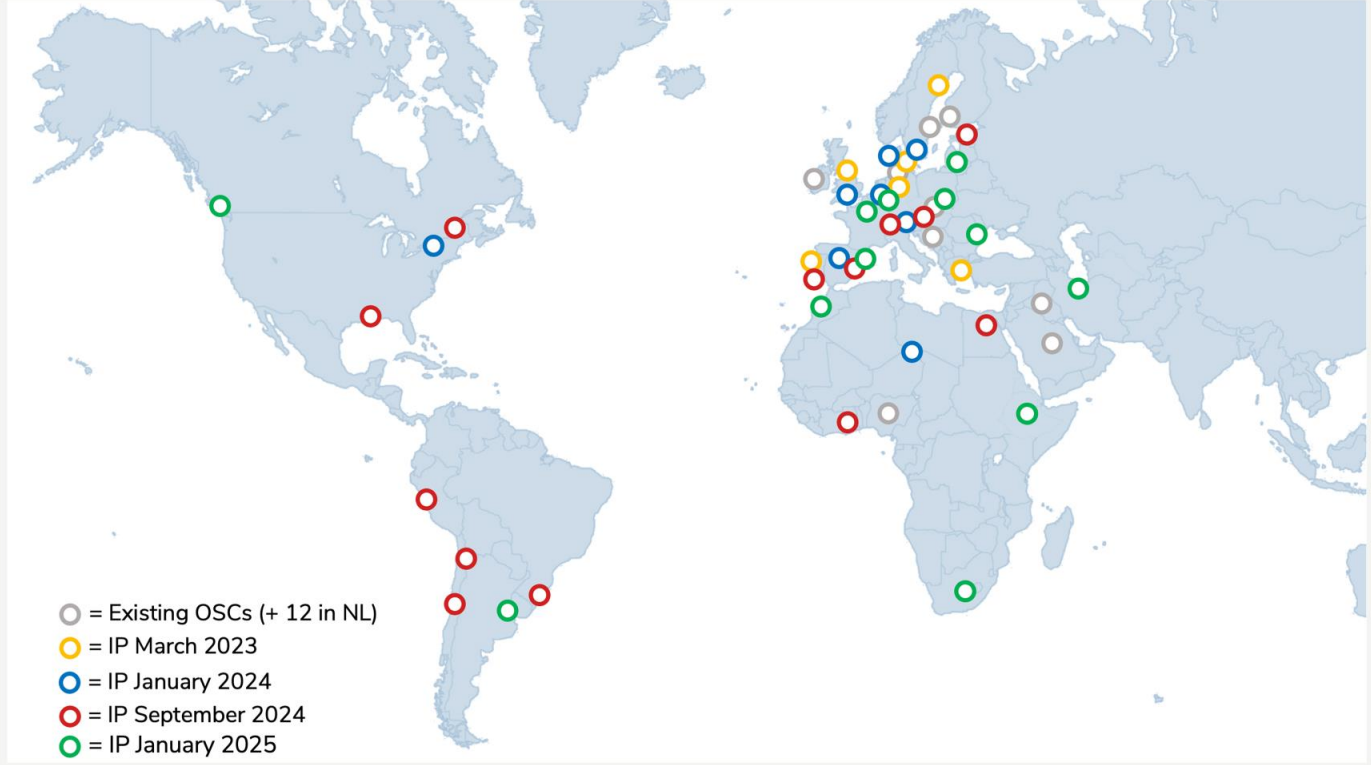 = Existing OSCs (+ 12 in NL)
= IP March 2023
= IP January 2024
= IP September 2024
= IP January 2025